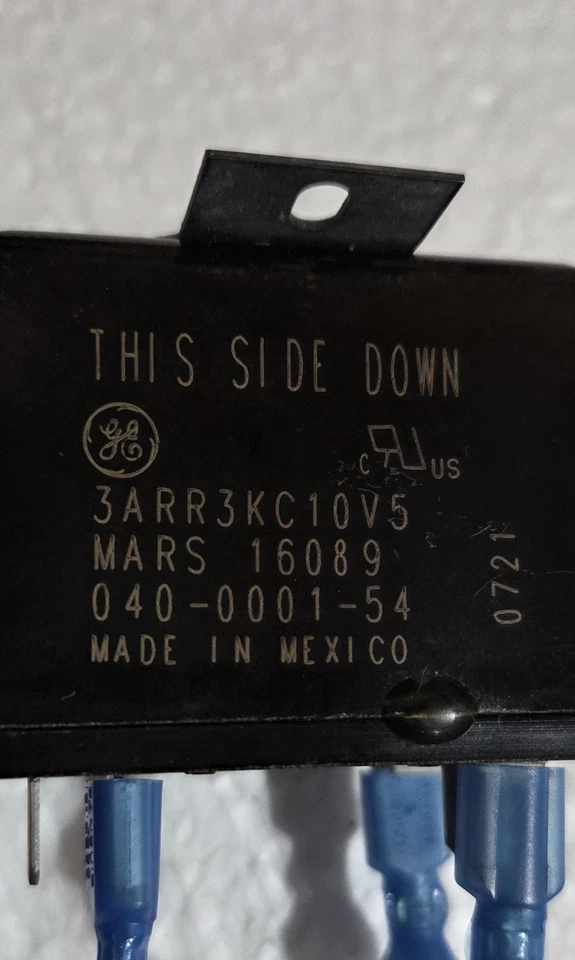 THIS SIDE DOWN
GE
C US
3ARR3KC10V5
MARS 16089
040-0001-54
MADE IN MEXICO
0721